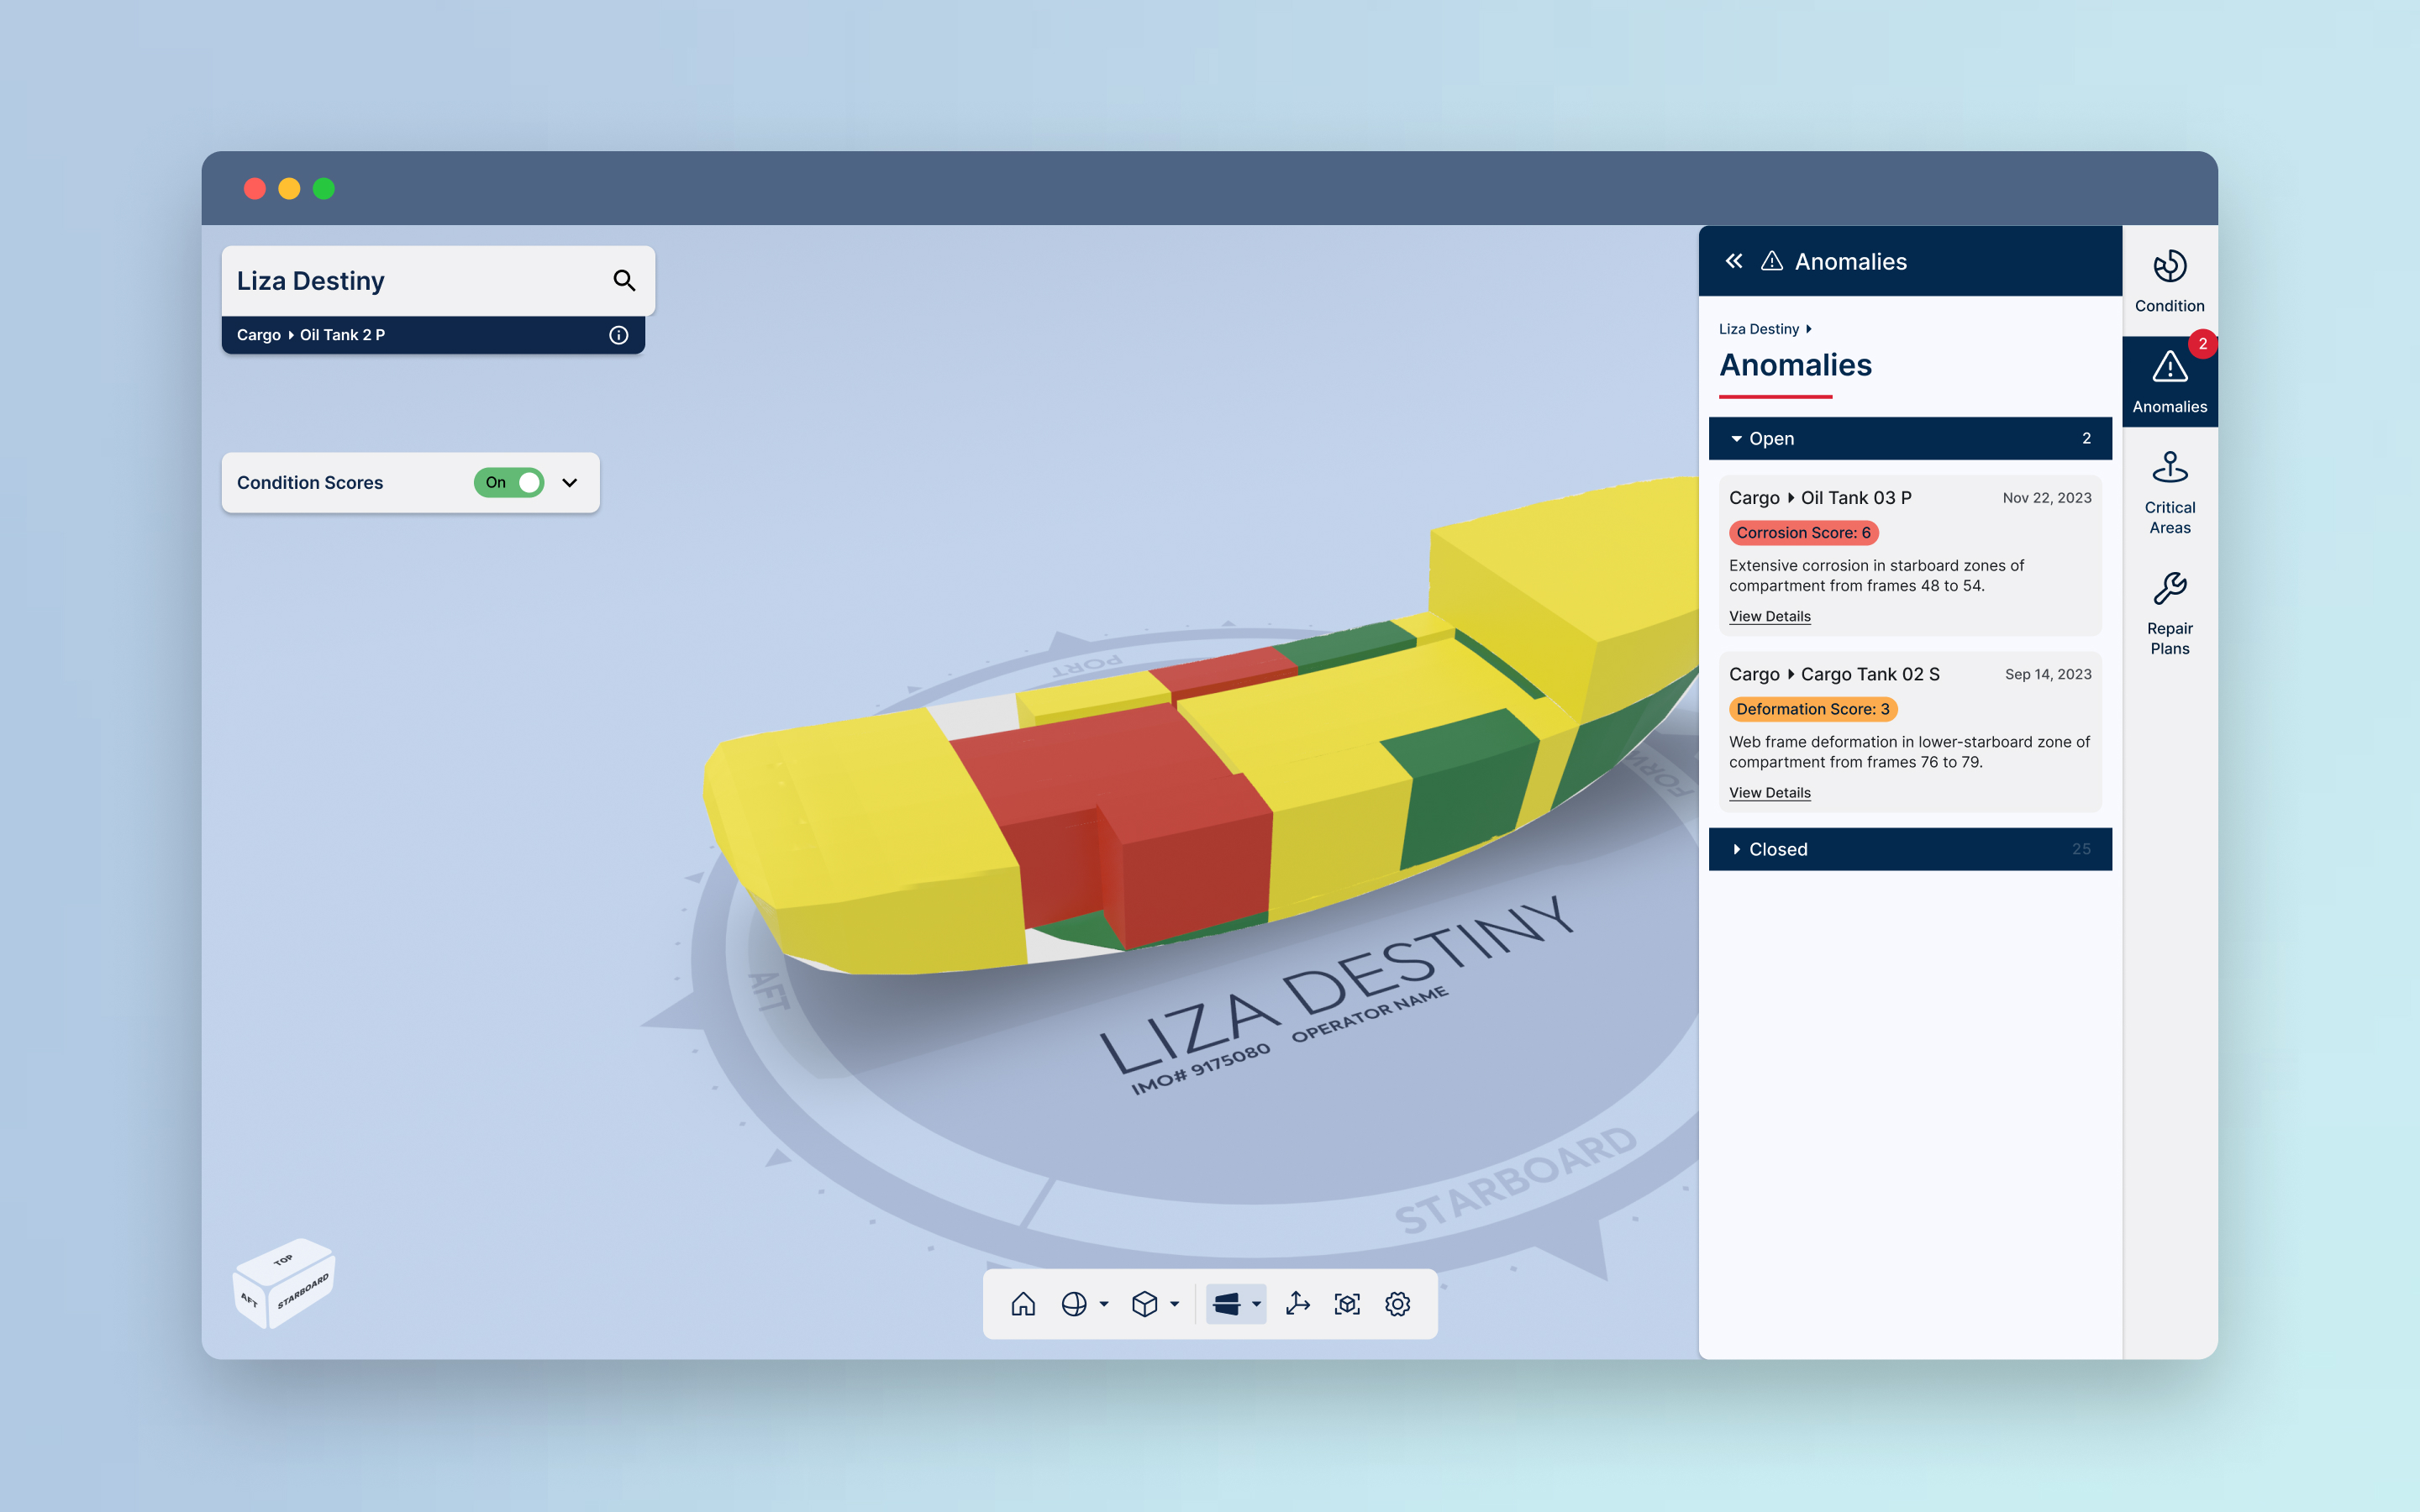 Liza Destiny
Cargo Oil Tank 2 P
Condition Scores
On
PORT
FORW
AFT
LIZA DESTINY
IMO# 9175080 OPERATOR NAME
STARBOARD
TOP
AFT
STARBOARD
Anomalies
Liza Destiny
Anomalies
Open 2
Cargo Oil Tank 03 P Nov 22, 2023
Corrosion Score: 6
Extensive corrosion in starboard zones of
compartment from frames 48 to 54.
View Details
Cargo Cargo Tank 02 S Sep 14, 2023
Deformation Score: 3
Web frame deformation in lower-starboard zone of
compartment from frames 76 to 79.
View Details
Closed 25
Condition
2
Anomalies
Critical
Areas
Repair
Plans